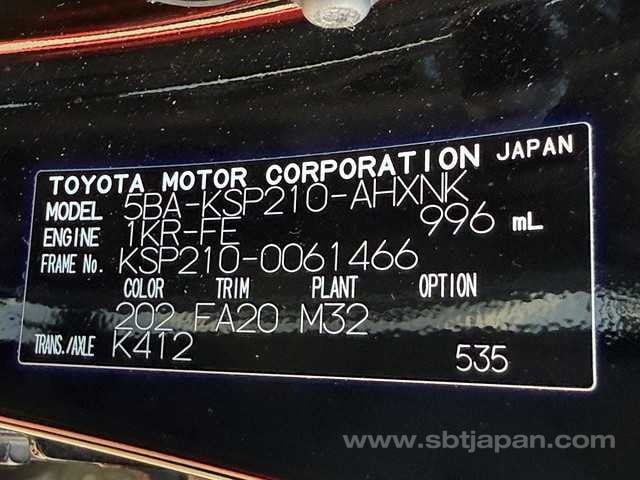 TOYOTA MOTOR CORPORATION JAPAN
MODEL 5BA-KSP210-AHXNK
ENGINE 1KR-FE 996 mL
FRAME No. KSP210-0061466
COLOR TRIM PLANT OPTION
202 FA20 M32
TRANS./AXLE K412 535
www.sbtjapan.com